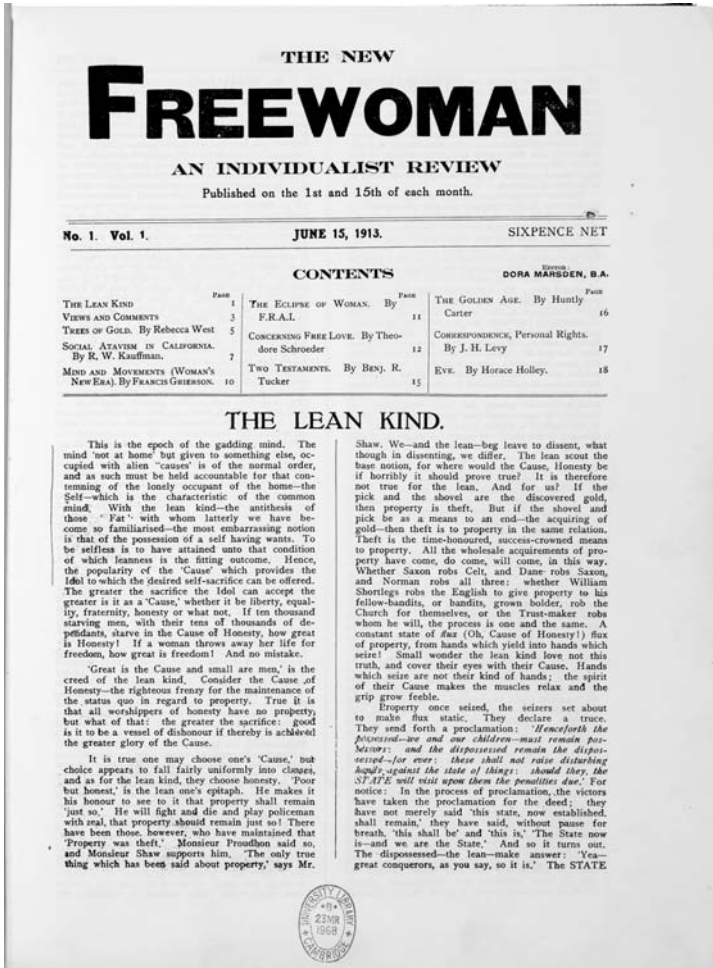 THE NEW
FREEWOMAN
AN INDIVIDUALIST REVIEW
Published on the 1st and 15th of each month.
No. 1. Vol. 1.
JUNE 15, 1913.
SIXPENCE NET
CONTENTS
EDITOR:
DORA MARSDEN, B.A.
PAGE
THE LEAN KIND 1
VIEWS AND COMMENTS 3
TREES OF GOLD. By Rebecca West 5
SOCIAL ATAVISM IN CALIFORNIA.
By R. W. Kauffman. 7
MIND AND MOVEMENTS (WOMAN'S
NEW ERA). By FRANCIS GRIERSON. 10
PAGE
THE ECLIPSE OF WOMAN. By
F.R.A.I. 11
CONCERNING FREE LOVE. By Theo-
dore Schroeder 12
TWO TESTAMENTS. By BENJ. R.
Tucker 15
PAGE
THE GOLDEN AGE. By Huntly
Carter 16
CORRESPONDENCE, Personal Rights.
By J. H. Levy 17
EVE. By Horace Holley. 18
THE LEAN KIND.
This is the epoch of the gadding mind. The
mind 'not at home' but given to something else, oc-
cupied with alien "causes' is of the normal order,
and as such must be held accountable for that con-
temning of the lonely occupant of the home—the
Self—which is the characteristic of the common
mind. With the lean kind—the antithesis of
those "Fat" with whom latterly we have be-
come so familiarised—the most embarrassing notion
is that of the possession of a self having wants. To
be selfless is to have attained unto that condition
of which leanness is the fitting outcome. Hence,
the popularity of the 'Cause' which provides the
Idol to which the desired self-sacrifice can be offered.
The greater the sacrifice the Idol can accept the
greater is it as a 'Cause,' whether it be liberty, equal-
ity, fraternity, honesty or what not. If ten thousand
starving men, with their tens of thousands of de-
pendants, starve in the Cause of Honesty, how great
is Honesty! If a woman throws away her life for
freedom, how great is freedom! And no mistake.
'Great is the Cause and small are men,' is the
creed of the lean kind. Consider the Cause of
Honesty—the righteous frenzy for the maintenance of
the status quo in regard to property. True it is
that all worshippers of honesty have no property;
but what of that: the greater the sacrifice: good
is it to be a vessel of dishonour if thereby is achieved
the greater glory of the Cause.
It is true one may choose one's 'Cause,' but
choice appears to fall fairly uniformly into classes,
and as for the lean kind, they choose honesty. 'Poor
but honest,' is the lean one's epitaph. He makes it
his honour to see to it that property shall remain
'just so.' He will fight and die and play policeman
with zeal, that property should remain just so! There
have been those, however, who have maintained that
'Property was theft.' Monsieur Proudhon said so,
and Monsieur Shaw supports him. 'The only true
thing which has been said about property,' says Mr.
Shaw. We—and the lean—beg leave to dissent, what
though in dissenting, we differ. The lean scout the
base notion, for where would the Cause, Honesty be
if horribly it should prove true? It is therefore
not true for the lean. And for us? If the
pick and the shovel are the discovered gold,
then property is theft. But if the shovel and
pick be as a means to an end—the acquiring of
gold—then theft is to property in the same relation.
Theft is the time-honoured, success-crowned means
to property. All the wholesale acquirements of pro-
perty have come, do come, will come, in this way.
Whether Saxon robs Celt, and Dane robs Saxon,
and Norman robs all three: whether William
Shortlegs robs the English to give property to his
fellow-bandits, or bandits, grown bolder, rob the
Church for themselves, or the Trust-maker robs
whom he will, the process is one and the same. A
constant state of flux (Oh, Cause of Honesty!) flux
of property, from hands which yield into hands which
seize! Small wonder the lean kind love not this
truth, and cover their eyes with their Cause. Hands
which seize are not their kind of hands; the spirit
of their Cause makes the muscles relax and the
grip grow feeble.
Property once seized, the seizers set about
to make flux static. They declare a truce.
They send forth a proclamation: 'Henceforth the
possessed—we and our children—must remain pos-
sessors: and the dispossessed remain the dispos-
sessed—for ever: these shall not raise disturbing
hands against the state of things: should they, the
STATE will visit upon them the penalties due.' For
notice: In the process of proclamation, the victors
have taken the proclamation for the deed; they
have not merely said 'this state, now established,
shall remain,' they have said, without pause for
breath, 'this shall be' and 'this is,' 'The State now
is—and we are the State.' And so it turns out.
The dispossessed—the lean—make answer: 'Yea—
great conquerors, as you say, so it is.' The STATE
UNIVERSITY LIBRARY
23 MR
1968
CAMBRIDGE